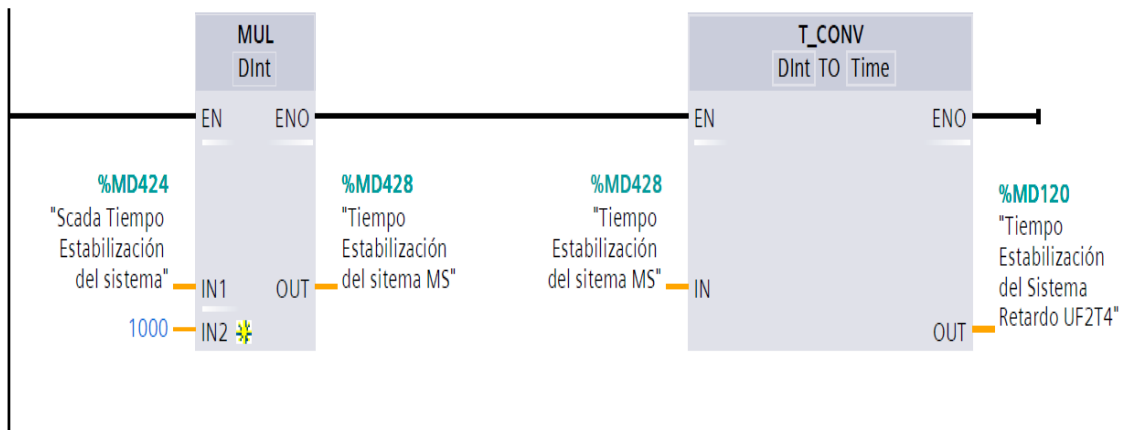 MUL
DInt
EN ENO
%MD424
"Scada Tiempo
Estabilización
del sistema"
IN1 OUT
1000
IN2
%MD428
"Tiempo
Estabilización
del sitema MS"
T_CONV
DInt TO Time
EN ENO
%MD428
"Tiempo
Estabilización
del sitema MS"
IN
OUT
%MD120
"Tiempo
Estabilización
del Sistema
Retardo UF2T4"